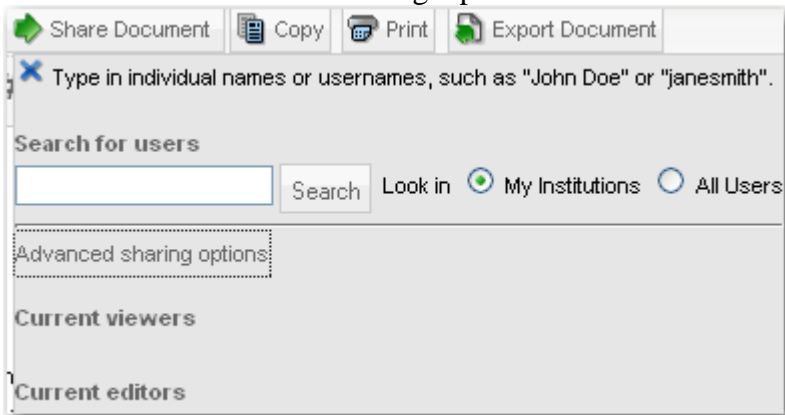 Share Document Copy Print Export Document
Type in individual names or usernames, such as "John Doe" or "janesmith".
Search for users
Search Look in My Institutions All Users
Advanced sharing options
Current viewers
Current editors